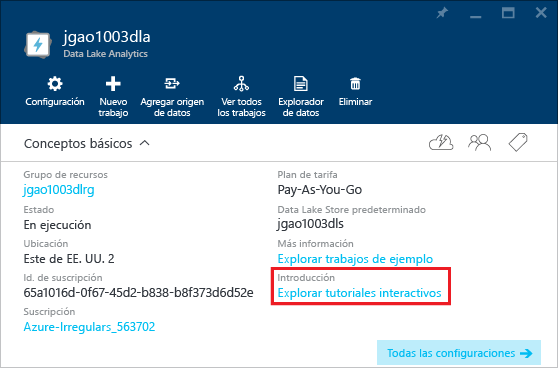 jgao1003dla
Data Lake Analytics
Configuración
Nuevo
trabajo
Agregar origen
de datos
Ver todos
los trabajos
Explorador
de datos
Eliminar
Conceptos básicos
Grupo de recursos
jgao1003dlrg
Estado
En ejecución
Ubicación
Este de EE. UU. 2
Id. de suscripción
65a1016d-0f67-45d2-b838-b8f373d6d52e
Suscripción
Azure-Irregulars_563702
Plan de tarifa
Pay-As-You-Go
Data Lake Store predeterminado
jgao1003dls
Más información
Explorar trabajos de ejemplo
Introducción
Explorar tutoriales interactivos
Todas las configuraciones